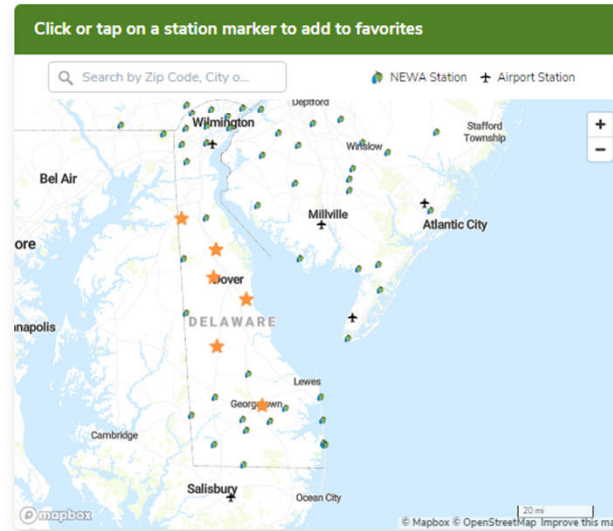 Click or tap on a station marker to add to favorites
Search by Zip Code, City o...
NEWA Station
Airport Station
Deptford
Wilmington
Stafford
Township
Winslow
Bel Air
Millville
Atlantic City
ore
Dover
DELAWARE
napolis
Lewes
Georgetown
Cambridge
Salisbury
Ocean City
20 mi
mapbox
© Mapbox © OpenStreetMap Improve this ma